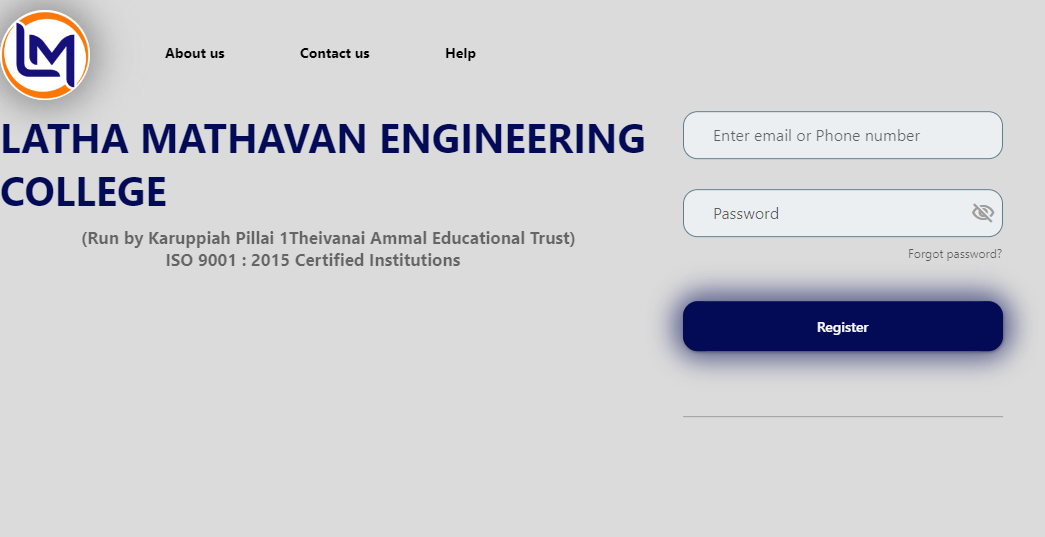 LM
About us
Contact us
Help
LATHA MATHAVAN ENGINEERING
COLLEGE
(Run by Karuppiah Pillai 1Theivanai Ammal Educational Trust)
ISO 9001 : 2015 Certified Institutions
Enter email or Phone number
Password
Forgot password?
Register